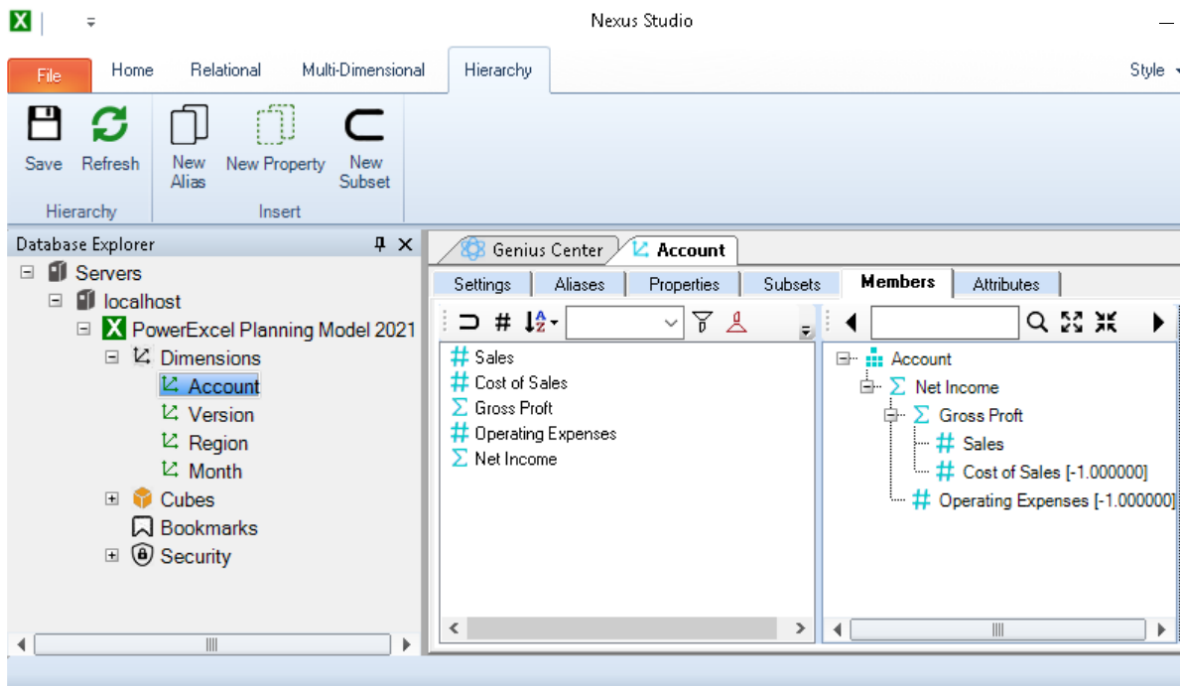 Nexus Studio
File Home Relational Multi-Dimensional Hierarchy Style
Save Refresh New Alias New Property New Subset
Hierarchy Insert
Database Explorer
Genius Center Account
Servers
localhost
PowerExcel Planning Model 2021
Dimensions
Account
Version
Region
Month
Cubes
Bookmarks
Security
Settings Aliases Properties Subsets Members Attributes
Sales
Cost of Sales
Gross Proft
Operating Expenses
Net Income
Account
Net Income
Gross Proft
Sales
Cost of Sales [-1.000000]
Operating Expenses [-1.000000]